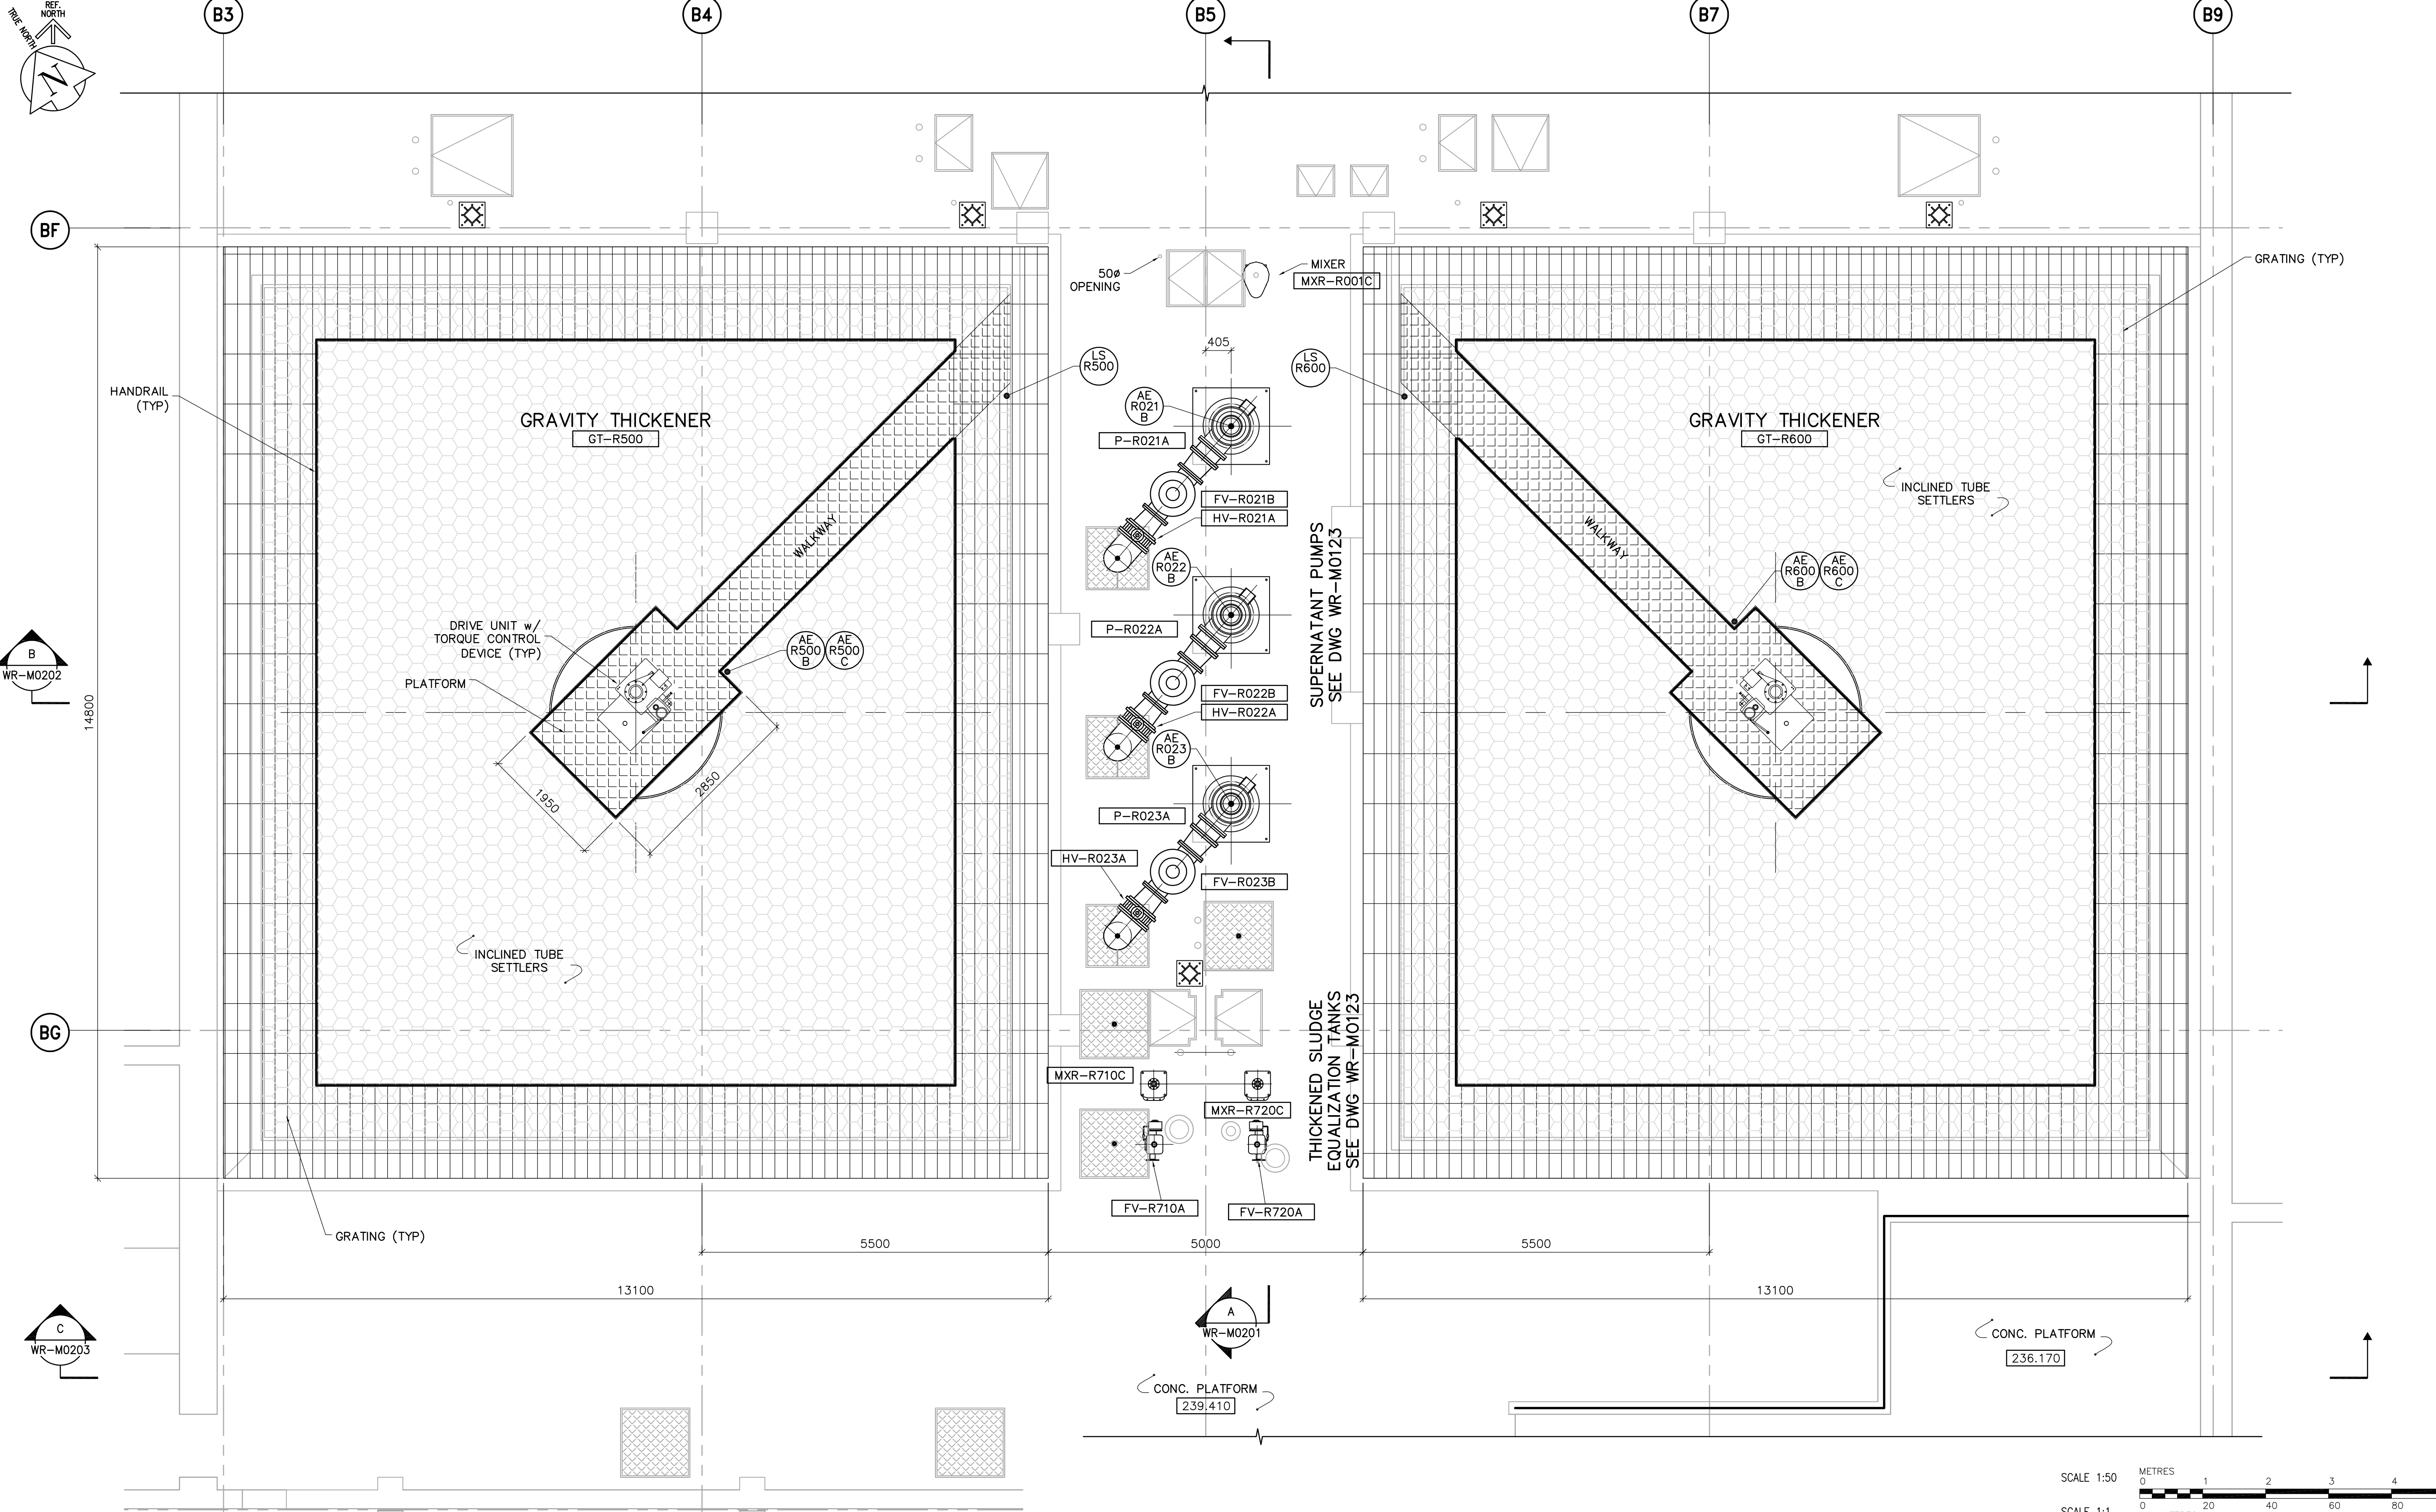 REF.
NORTH
TRUE NORTH
N
B3
B4
B5
B7
B9
BF
50ø
OPENING
MIXER
MXR-R001C
GRATING (TYP)
405
LS
R500
LS
R600
HANDRAIL
(TYP)
GRAVITY THICKENER
GT-R500
AE
R021
B
P-R021A
GRAVITY THICKENER
GT-R600
INCLINED TUBE
SETTLERS
FV-R021B
HV-R021A
WALKWAY
WALKWAY
SUPERNATANT PUMPS
SEE DWG WR-M0123
AE
R022
B
AE
R600
B
AE
R600
C
DRIVE UNIT w/
TORQUE CONTROL
DEVICE (TYP)
P-R022A
AE
R500
B
AE
R500
C
B
WR-M0202
PLATFORM
FV-R022B
HV-R022A
14800
AE
R023
B
1950
2850
P-R023A
HV-R023A
FV-R023B
INCLINED TUBE
SETTLERS
BG
THICKENED SLUDGE
EQUALIZATION TANKS
SEE DWG WR-M0123
MXR-R710C
MXR-R720C
FV-R710A
FV-R720A
GRATING (TYP)
5500
5000
5500
13100
13100
A
WR-M0201
C
WR-M0203
CONC. PLATFORM
236.170
CONC. PLATFORM
239.410
SCALE 1:50
METRES
0 1 2 3 4
SCALE 1:1
0 20 40 60 80